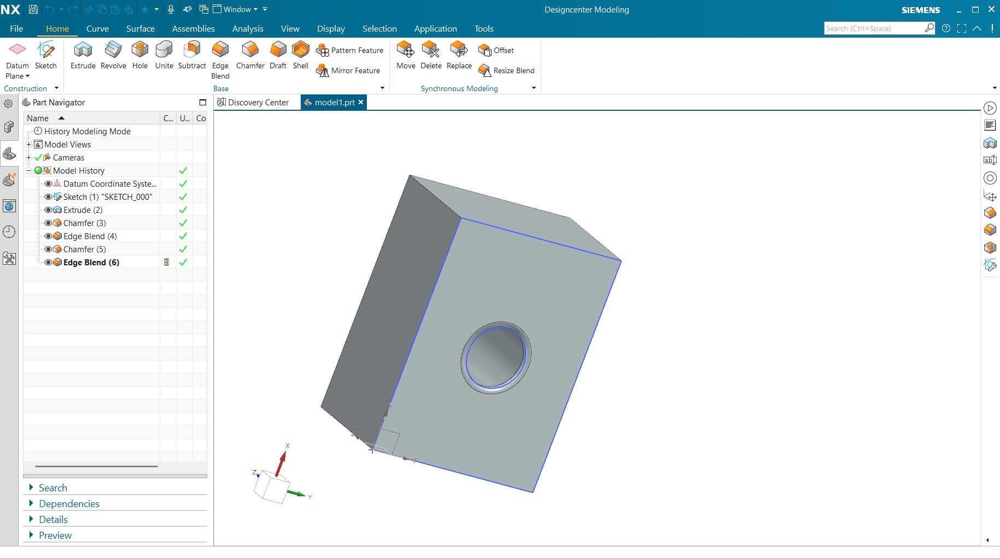 NX Window Designcenter Modeling SIEMENS
File Home Curve Surface Assemblies Analysis View Display Selection Application Tools Search (Ctrl+Space)
Datum Plane Sketch Extrude Revolve Hole Unite Subtract Edge Blend Chamfer Draft Shell Pattern Feature Mirror Feature Move Delete Replace Offset Resize Blend
Construction Base Synchronous Modeling
Part Navigator Discovery Center model1.prt
Name C... U... Co
History Modeling Mode
Model Views
Cameras
Model History
Datum Coordinate Syste...
Sketch (1) "SKETCH_000"
Extrude (2)
Chamfer (3)
Edge Blend (4)
Chamfer (5)
Edge Blend (6)
X
Z
Y
X
Z
Y
Search
Dependencies
Details
Preview